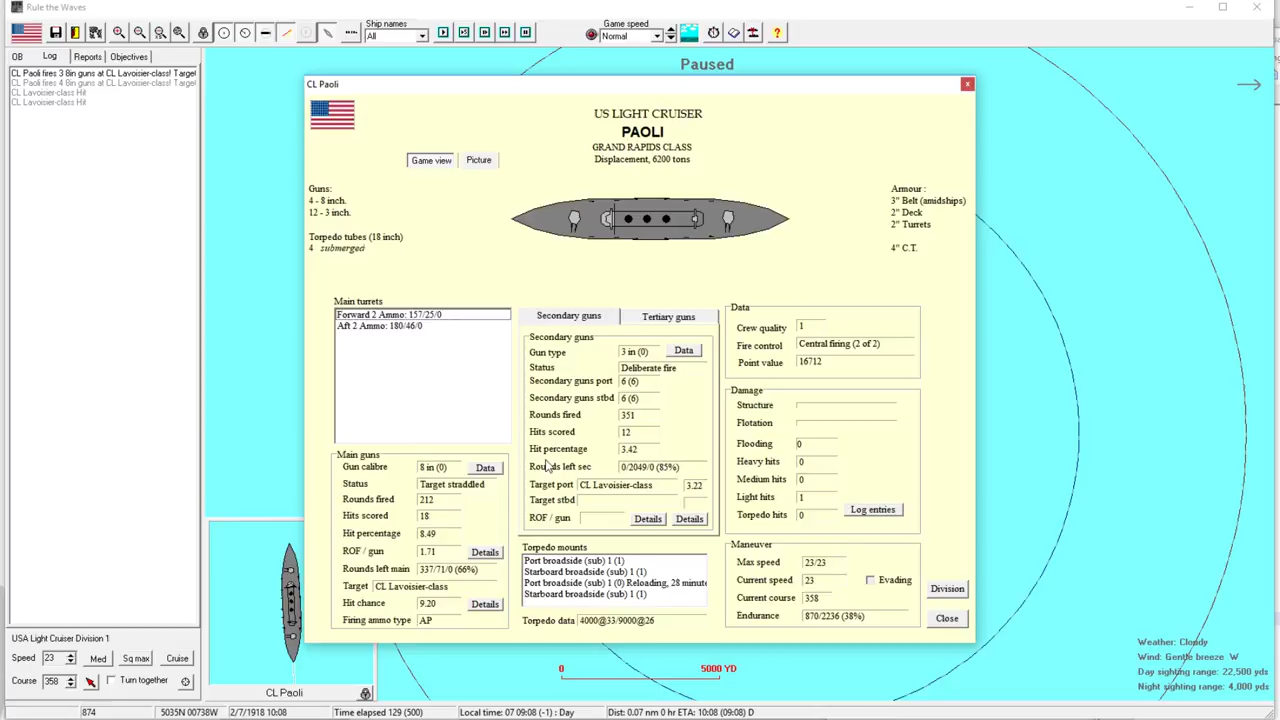 Rule the Waves
Ship names
All
Game speed
Normal
OB
Log
Reports
Objectives
CL Paoli fires 3 8in guns at CL Lavoisier-class! Target
CL Paoli fires 4 8in guns at CL Lavoisier-class! Target
CL Lavoisier-class Hit
CL Lavoisier-class Hit
Paused
CL Paoli
US LIGHT CRUISER
PAOLI
GRAND RAPIDS CLASS
Displacement, 6200 tons
Game view
Picture
Guns:
4 - 8 inch.
12 - 3 inch.
Torpedo tubes (18 inch)
4 submerged
Armour :
3" Belt (amidships)
2" Deck
2" Turrets
4" C.T.
Main turrets
Forward 2 Ammo: 157/25/0
Aft 2 Ammo: 180/46/0
Main guns
Gun calibre 8 in (0) Data
Status Target straddled
Rounds fired 212
Hits scored 18
Hit percentage 8.49
ROF / gun 1.71 Details
Rounds left main 337/71/0 (66%)
Target CL Lavoisier-class
Hit chance 9.20 Details
Firing ammo type AP
Secondary guns
Tertiary guns
Secondary guns
Gun type 3 in (0) Data
Status Deliberate fire
Secondary guns port 6 (6)
Secondary guns stbd 6 (6)
Rounds fired 351
Hits scored 12
Hit percentage 3.42
Rounds left sec 0/2049/0 (85%)
Target port CL Lavoisier-class 3.22
Target stbd
ROF / gun Details Details
Torpedo mounts
Port broadside (sub) 1 (1)
Starboard broadside (sub) 1 (1)
Port broadside (sub) 1 (0) Reloading, 28 minute
Starboard broadside (sub) 1 (1)
Torpedo data 4000@33/9000@26
Data
Crew quality 1
Fire control Central firing (2 of 2)
Point value 16712
Damage
Structure
Flotation
Flooding 0
Heavy hits 0
Medium hits 0
Light hits 1 Log entries
Torpedo hits 0
Maneuver
Max speed 23/23
Current speed 23 Evading
Division
Current course 358
Endurance 870/2236 (38%)
Close
0 5000 YD
Weather: Cloudy
Wind: Gentle breeze W
Day sighting range: 22,500 yds
Night sighting range: 4,000 yds
USA Light Cruiser Division 1
Speed 23 Med Sq max Cruise
Course 358 Turn together
CL Paoli
874 5035N 00738W 2/7/1918 10:08 Time elapsed 129 (500) Local time: 07 09:08 (-1) : Day Dist: 0.07 nm 0 hr ETA: 10:08 (09:08) D